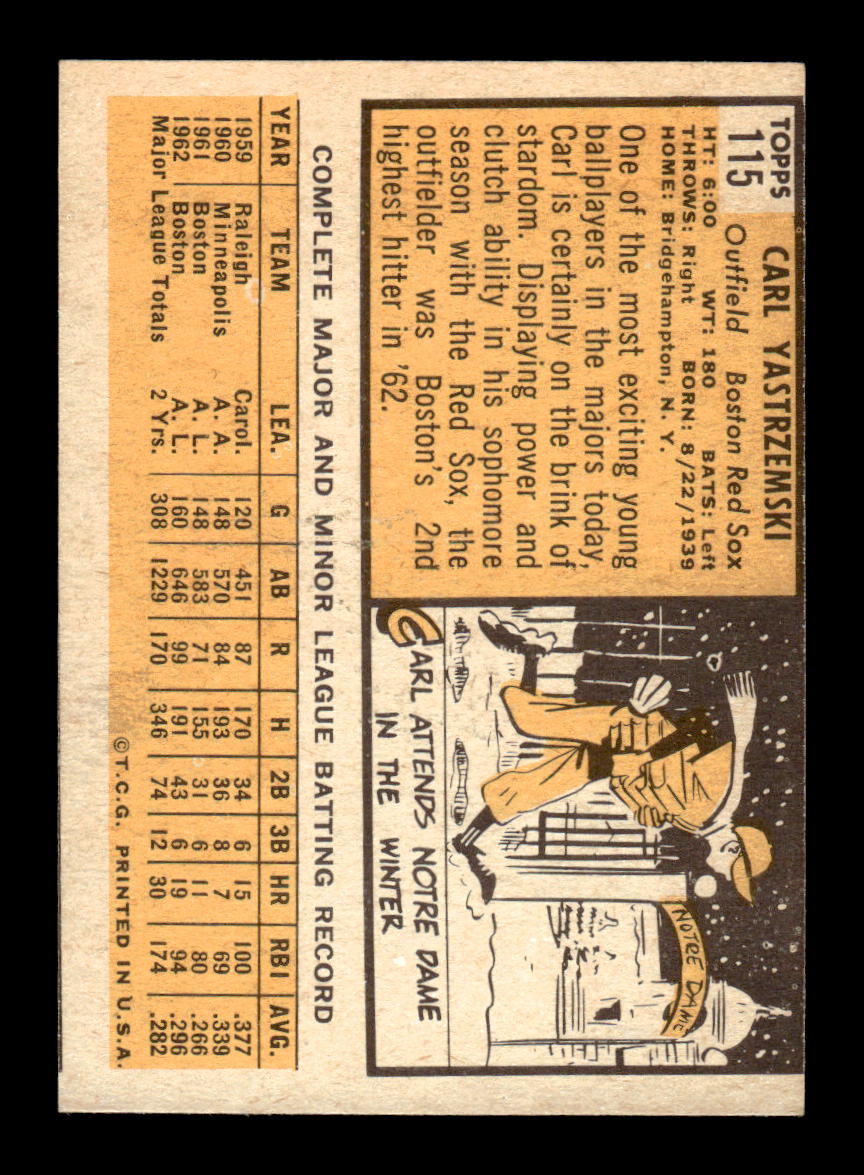 TOPPS
115
CARL YASTRZEMSKI
Outfield Boston Red Sox
HT: 6:00 WT: 180 BATS: Left
THROWS: Right BORN: 8/22/1939
HOME: Bridgehampton, N. Y.
One of the most exciting young
ballplayers in the majors today,
Carl is certainly on the brink of
stardom. Displaying power and
clutch ability in his sophomore
season with the Red Sox, the
outfielder was Boston's 2nd
highest hitter in '62.
NOTRE DAME
CARL ATTENDS NOTRE DAME
IN THE WINTER
COMPLETE MAJOR AND MINOR LEAGUE BATTING RECORD
YEAR TEAM LEA. G AB R H 2B 3B HR RBI AVG.
1959 Raleigh Carol. 120 451 87 170 34 6 15 100 .377
1960 Minneapolis A. A. 148 570 84 193 36 8 7 69 .339
1961 Boston A. L. 148 583 71 155 31 6 11 80 .266
1962 Boston A. L. 160 646 99 191 43 6 19 94 .296
Major League Totals 2 Yrs. 308 1229 170 346 74 12 30 174 .282
©T.C.G. PRINTED IN U.S.A.